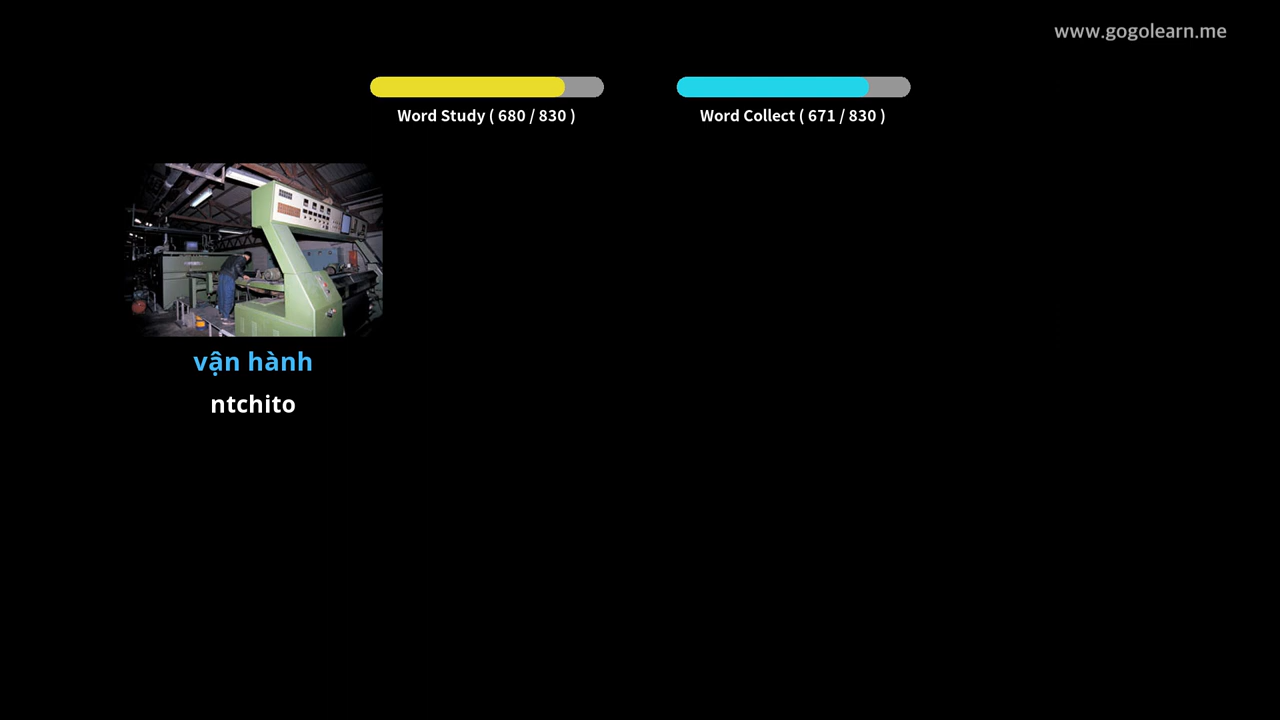 www.gogolearn.me
Word Study ( 680 / 830 )
Word Collect ( 671 / 830 )
vận hành
ntchito